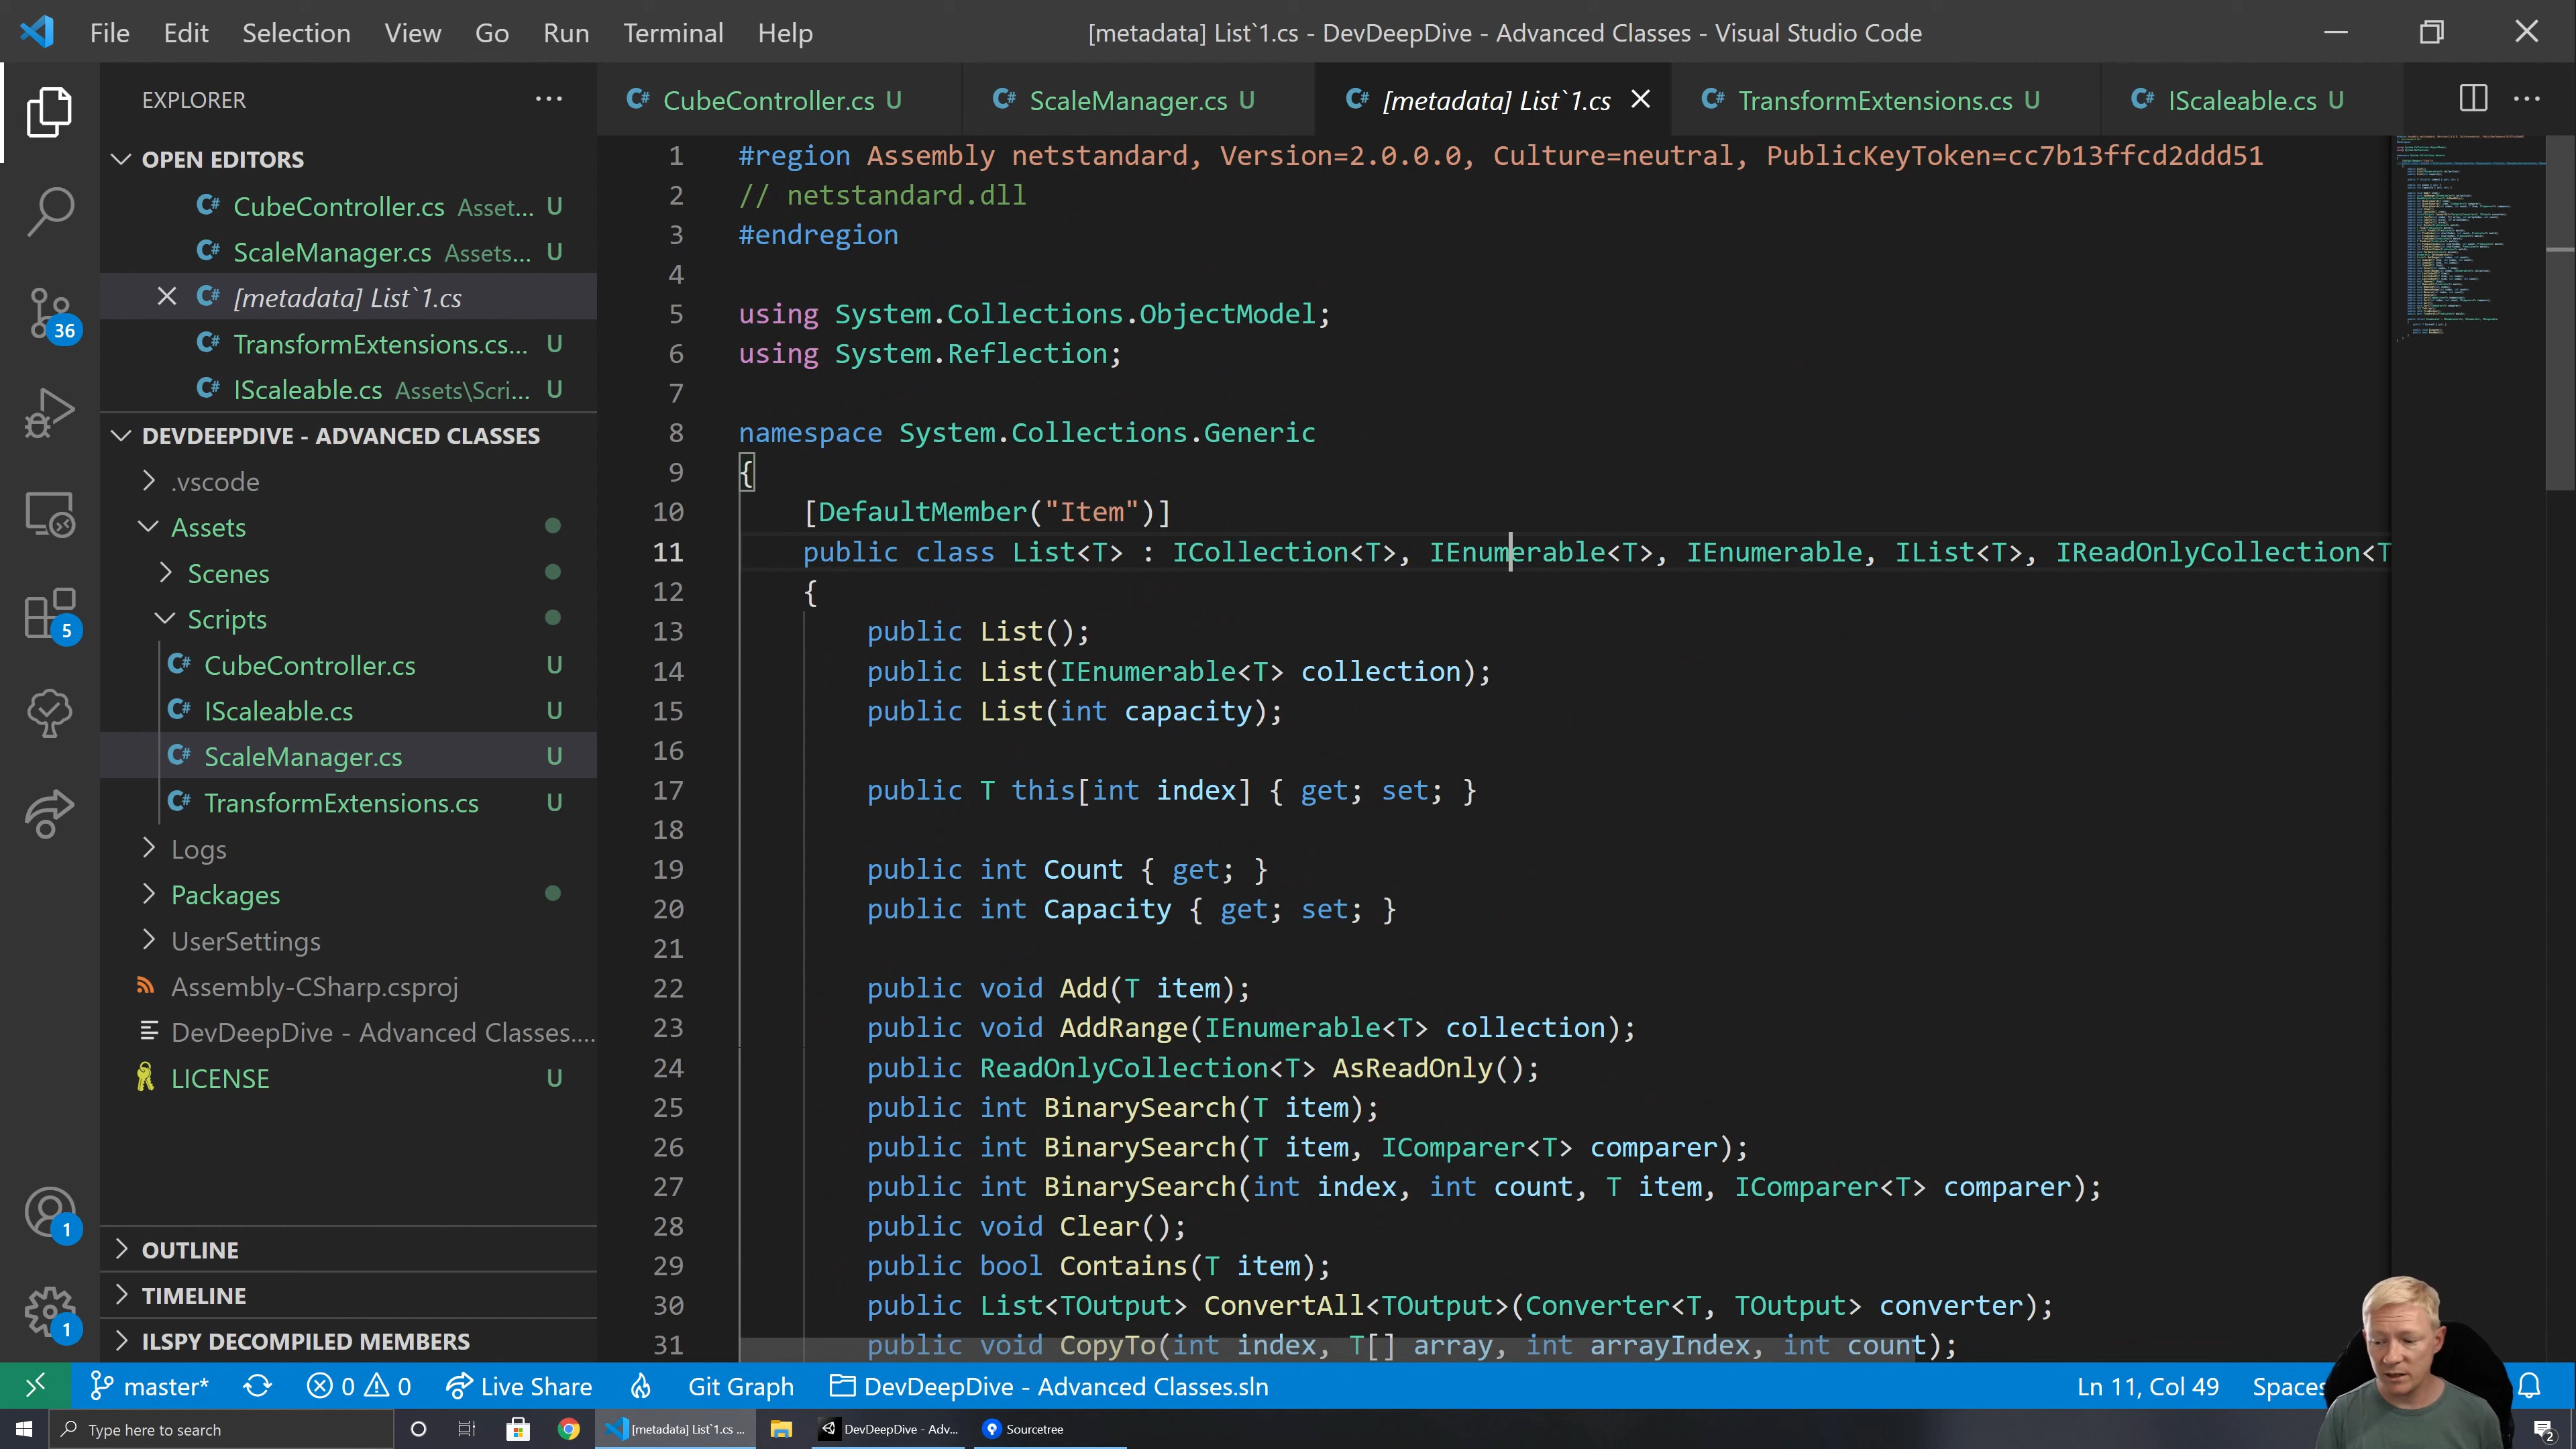 File Edit Selection View Go Run Terminal Help
[metadata] List`1.cs - DevDeepDive - Advanced Classes - Visual Studio Code
EXPLORER
OPEN EDITORS
CubeController.cs Asset... U
ScaleManager.cs Assets... U
[metadata] List`1.cs
TransformExtensions.cs... U
IScaleable.cs Assets\Scri... U
DEVDEEPDIVE - ADVANCED CLASSES
.vscode
Assets
Scenes
Scripts
CubeController.cs U
IScaleable.cs U
ScaleManager.cs U
TransformExtensions.cs U
Logs
Packages
UserSettings
Assembly-CSharp.csproj
DevDeepDive - Advanced Classes....
LICENSE U
OUTLINE
TIMELINE
ILSPY DECOMPILED MEMBERS
36
5
1
1
CubeController.cs U
ScaleManager.cs U
[metadata] List`1.cs
TransformExtensions.cs U
IScaleable.cs U
1 #region Assembly netstandard, Version=2.0.0.0, Culture=neutral, PublicKeyToken=cc7b13ffcd2ddd51
2 // netstandard.dll
3 #endregion
4
5 using System.Collections.ObjectModel;
6 using System.Reflection;
7
8 namespace System.Collections.Generic
9 {
10 [DefaultMember("Item")]
11 public class List<T> : ICollection<T>, IEnumerable<T>, IEnumerable, IList<T>, IReadOnlyCollection<T
12 {
13 public List();
14 public List(IEnumerable<T> collection);
15 public List(int capacity);
16
17 public T this[int index] { get; set; }
18
19 public int Count { get; }
20 public int Capacity { get; set; }
21
22 public void Add(T item);
23 public void AddRange(IEnumerable<T> collection);
24 public ReadOnlyCollection<T> AsReadOnly();
25 public int BinarySearch(T item);
26 public int BinarySearch(T item, IComparer<T> comparer);
27 public int BinarySearch(int index, int count, T item, IComparer<T> comparer);
28 public void Clear();
29 public bool Contains(T item);
30 public List<TOutput> ConvertAll<TOutput>(Converter<T, TOutput> converter);
31 public void CopyTo(int index, T[] array, int arrayIndex, int count);
master* 0 0 Live Share Git Graph DevDeepDive - Advanced Classes.sln Ln 11, Col 49 Spaces
Type here to search [metadata] List`1.cs ... DevDeepDive - Adv... Sourcetree 2